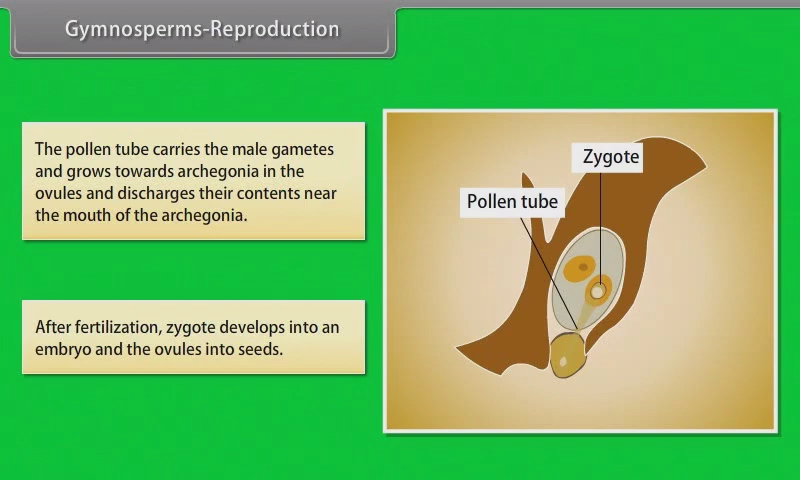 Gymnosperms-Reproduction
The pollen tube carries the male gametes
and grows towards archegonia in the
ovules and discharges their contents near
the mouth of the archegonia.
Zygote
Pollen tube
After fertilization, zygote develops into an
embryo and the ovules into seeds.